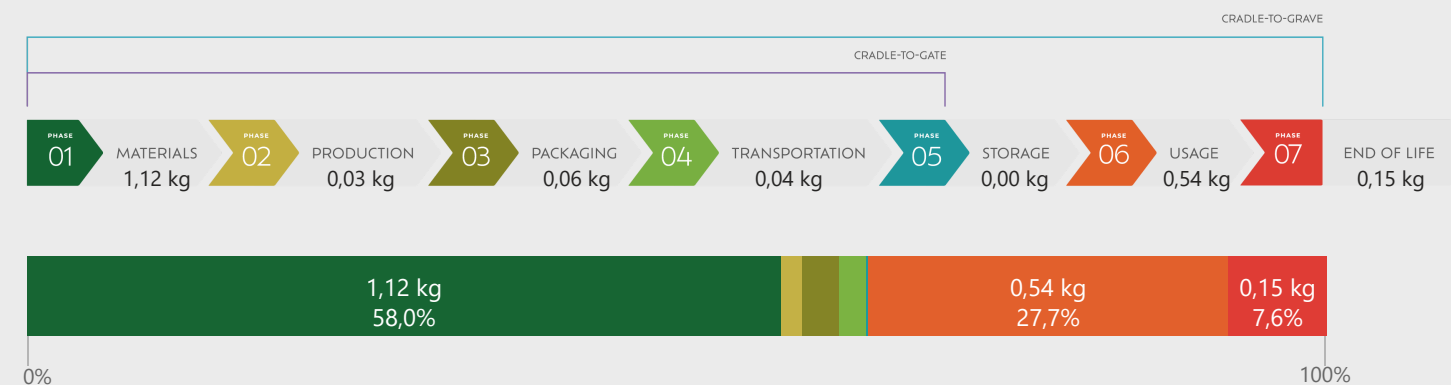 CRADLE-TO-GRAVE
CRADLE-TO-GATE
PHASE
01
MATERIALS
1,12 kg
PHASE
02
PRODUCTION
0,03 kg
PHASE
03
PACKAGING
0,06 kg
PHASE
04
TRANSPORTATION
0,04 kg
PHASE
05
STORAGE
0,00 kg
PHASE
06
USAGE
0,54 kg
PHASE
07
END OF LIFE
0,15 kg
1,12 kg
58,0%
0,54 kg
27,7%
0,15 kg
7,6%
0%
100%